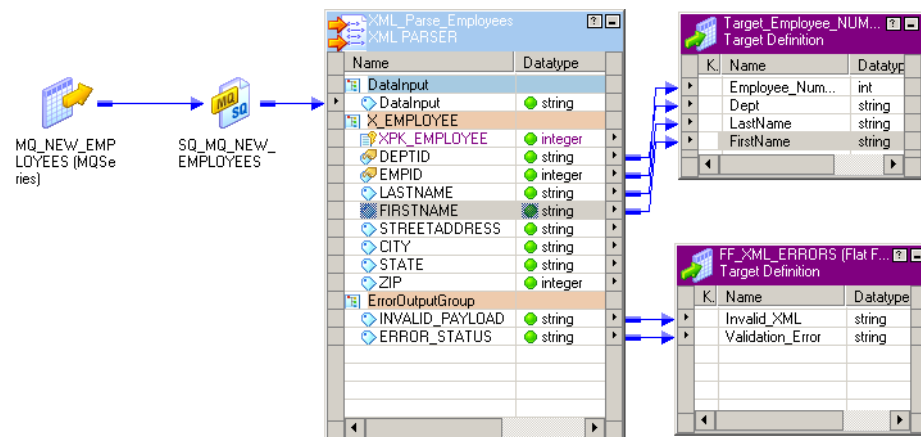 MQ_NEW_EMP
LOYEES (MQSe
ries)
MQ
SQ
SQ_MQ_NEW_
EMPLOYEES
XML_Parse_Employees
XML PARSER
Name Datatype
DataInput
DataInput string
X_EMPLOYEE
XPK_EMPLOYEE integer
DEPTID string
EMPID integer
LASTNAME string
FIRSTNAME string
STREETADDRESS string
CITY string
STATE string
ZIP integer
ErrorOutputGroup
INVALID_PAYLOAD string
ERROR_STATUS string
Target_Employee_NUM...
Target Definition
K. Name Datatyp
Employee_Num... int
Dept string
LastName string
FirstName string
FF_XML_ERRORS (Flat F...
Target Definition
K. Name Datatype
Invalid_XML string
Validation_Error string